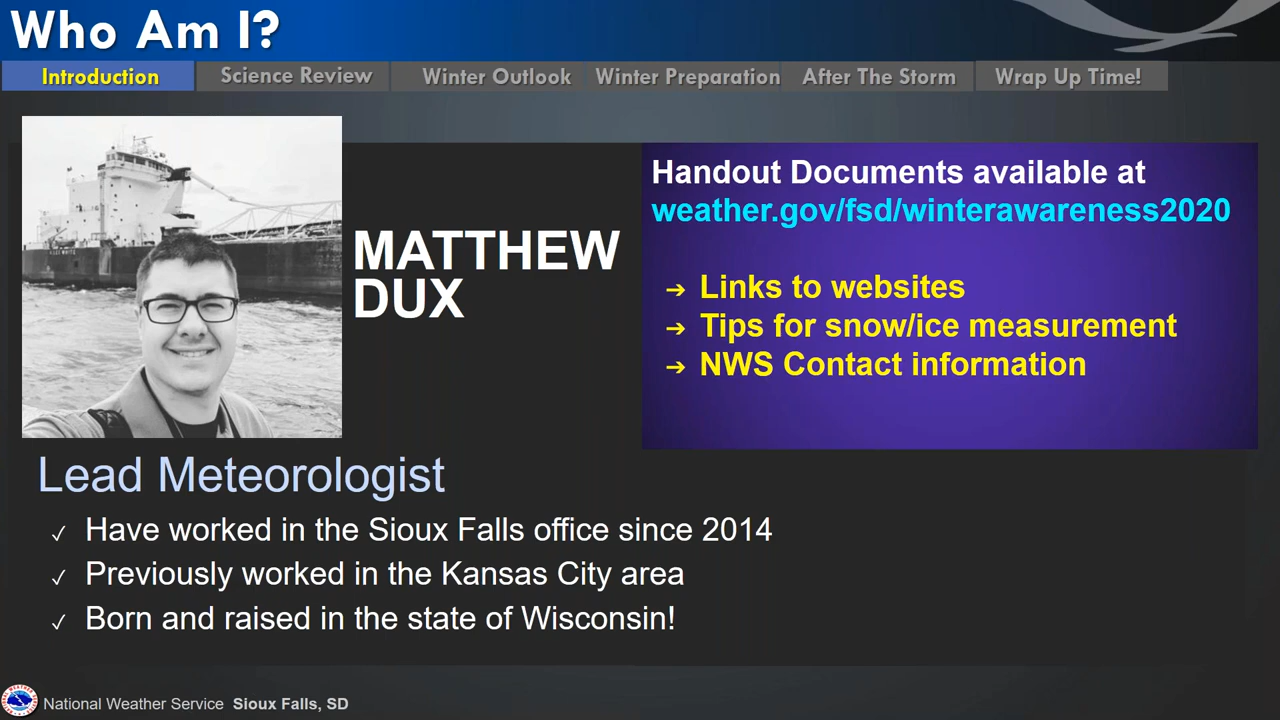 Who Am I?
Introduction
Science Review
Winter Outlook
Winter Preparation
After The Storm
Wrap Up Time!
MATTHEW
DUX
Handout Documents available at
weather.gov/fsd/winterawareness2020
➔ Links to websites
➔ Tips for snow/ice measurement
➔ NWS Contact information
Lead Meteorologist
✓ Have worked in the Sioux Falls office since 2014
✓ Previously worked in the Kansas City area
✓ Born and raised in the state of Wisconsin!
National Weather Service Sioux Falls, SD